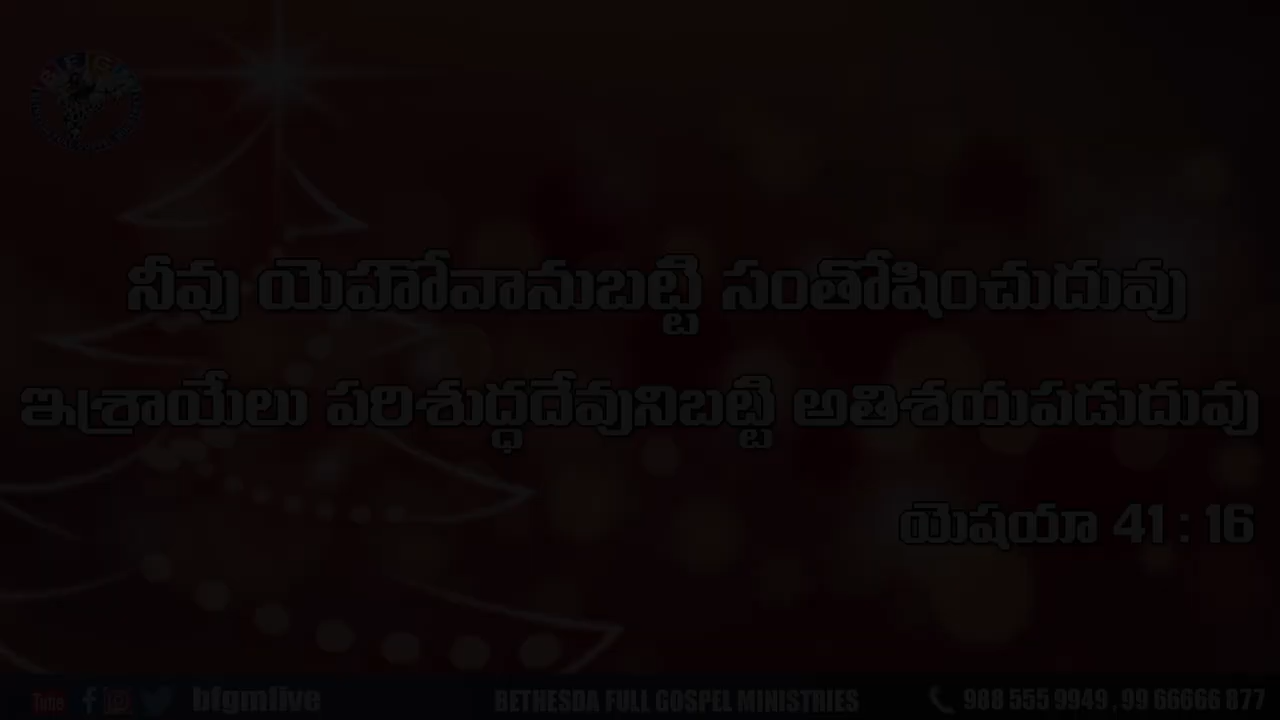 నీవు యెహోవానుబట్టి సంతోషించుదువు
ఇశ్రాయేలు పరిశుద్ధదేవునిబట్టి అతిశయపడుదువు
యెషయా 41 : 16
bfgmlive BETHESDA FULL GOSPEL MINISTRIES 988 555 9949 , 99 66666 877